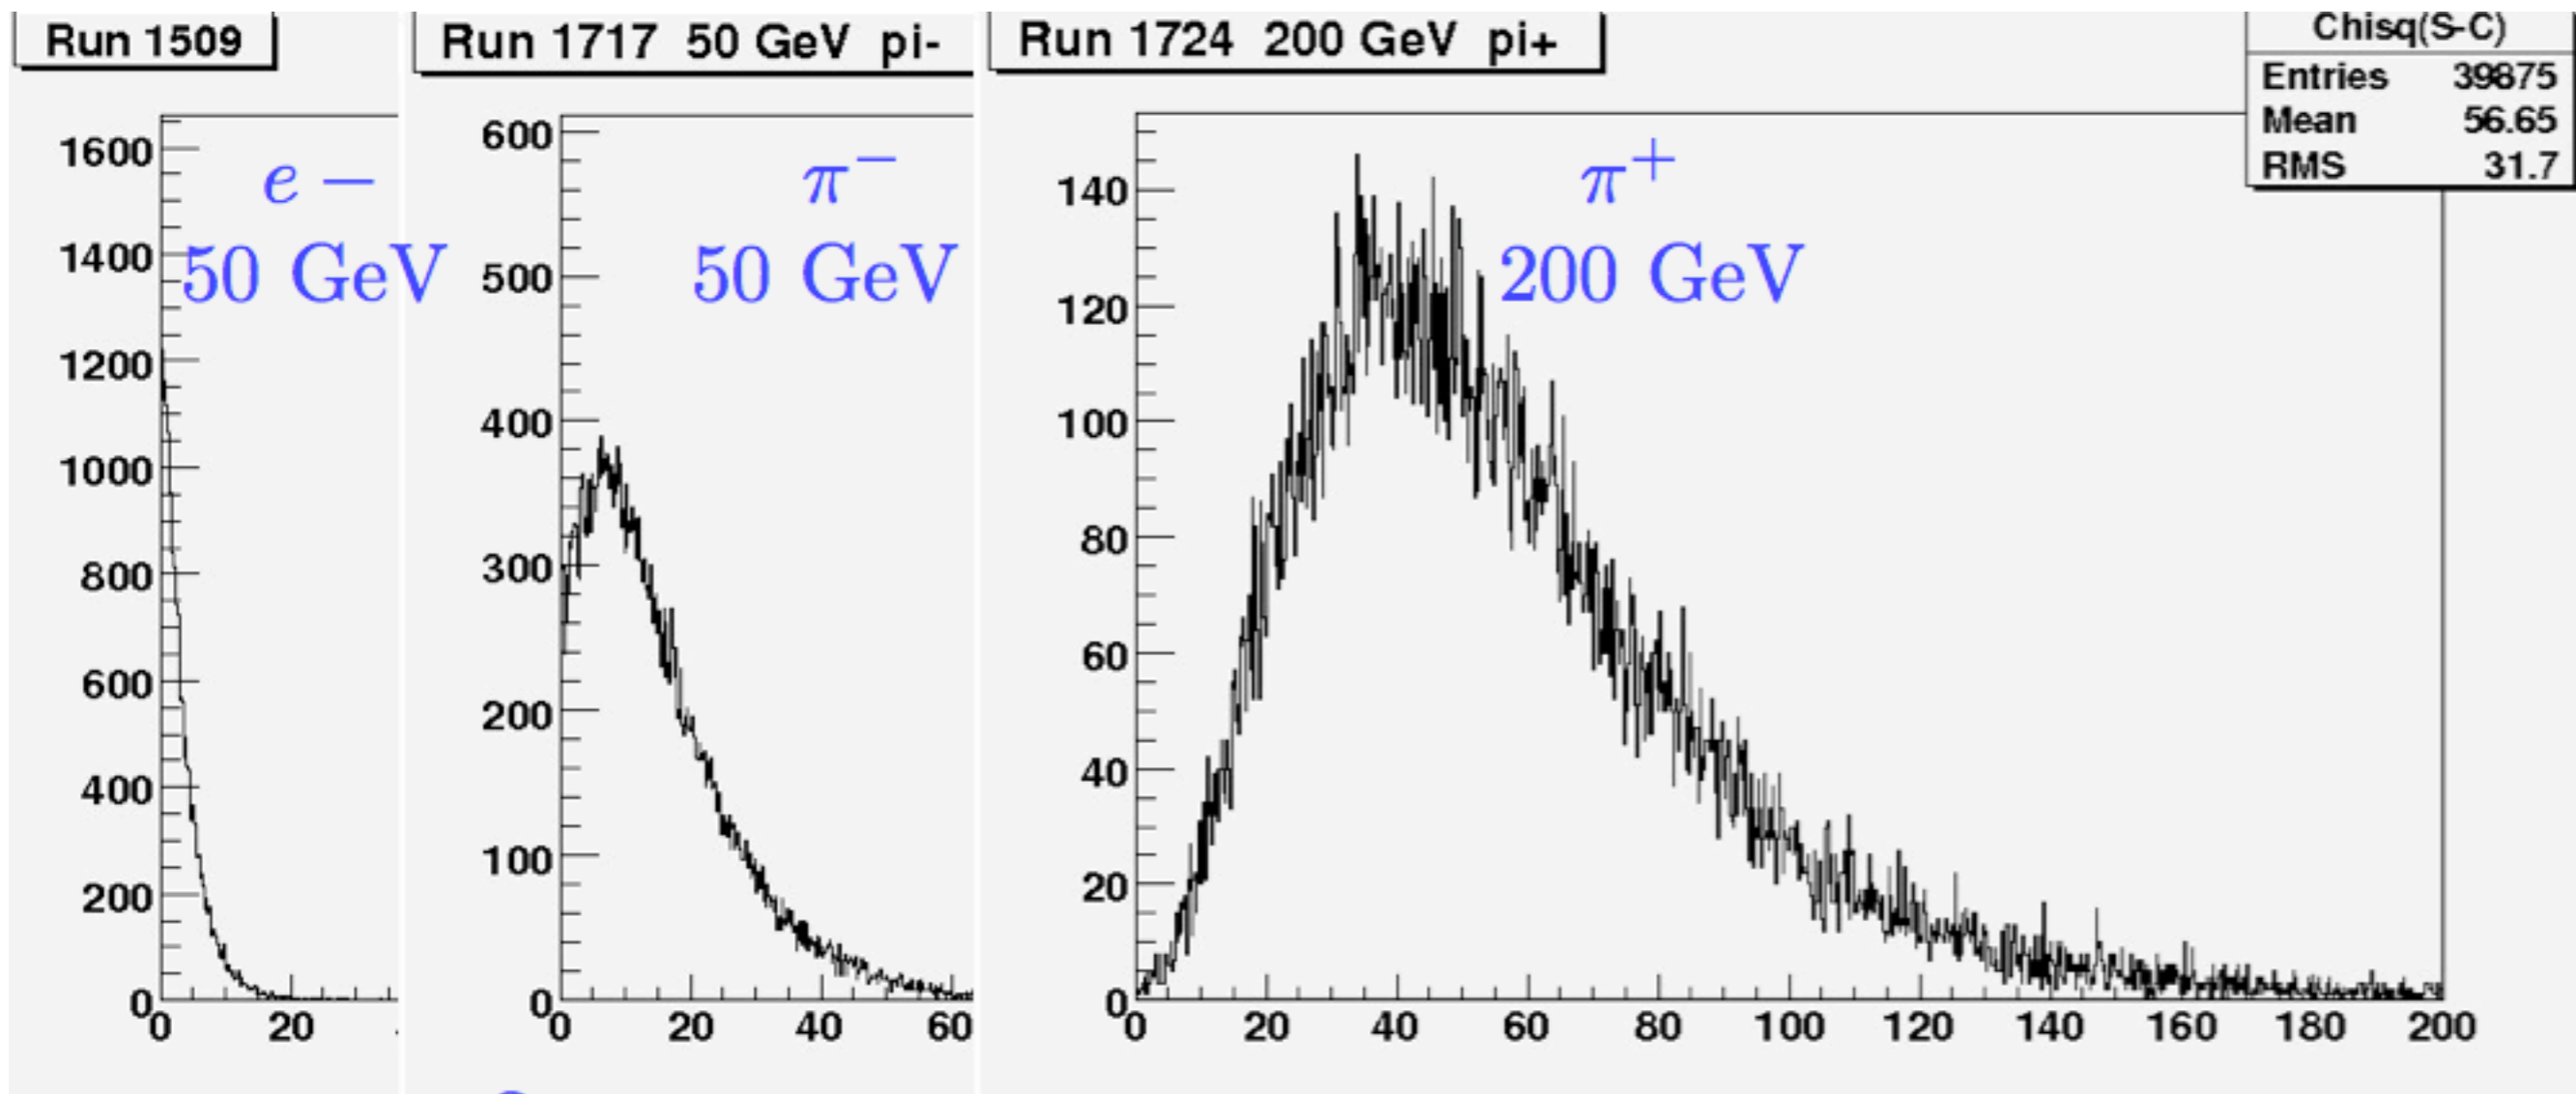 Run 1509
1600
1400
1200
1000
800
600
400
200
0
0 20
e −
50 GeV
Run 1717 50 GeV pi-
600
500
400
300
200
100
0
0 20 40 60
π−
50 GeV
Run 1724 200 GeV pi+
140
120
100
80
60
40
20
0
0 20 40 60 80 100 120 140 160 180 200
π+
200 GeV
Chisq(S-C)
Entries 39875
Mean 56.65
RMS 31.7